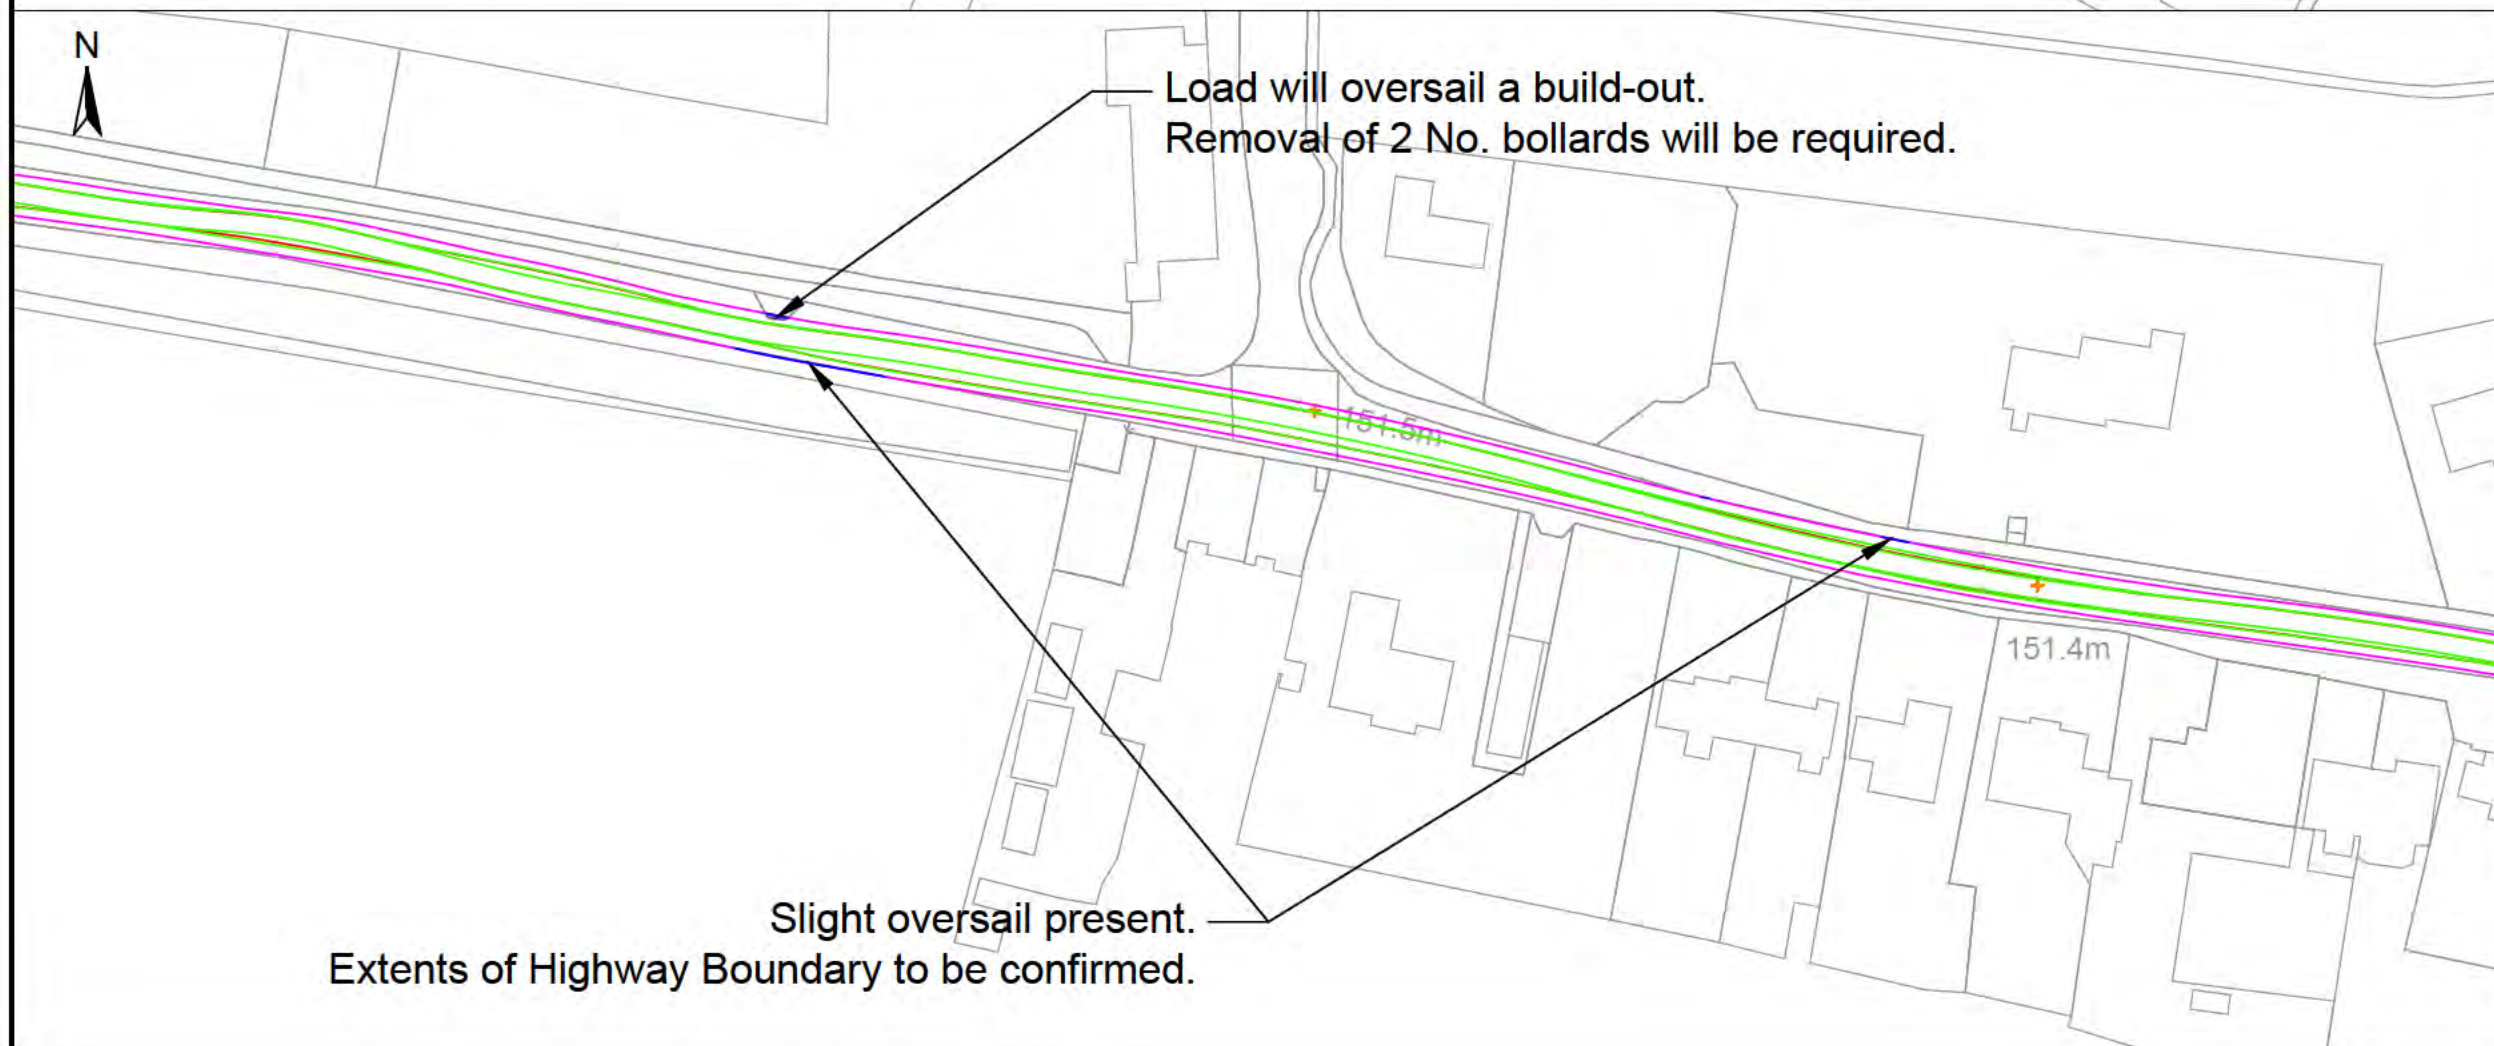 N
Load will oversail a build-out.
Removal of 2 No. bollards will be required.
151.5m
151.4m
Slight oversail present.
Extents of Highway Boundary to be confirmed.